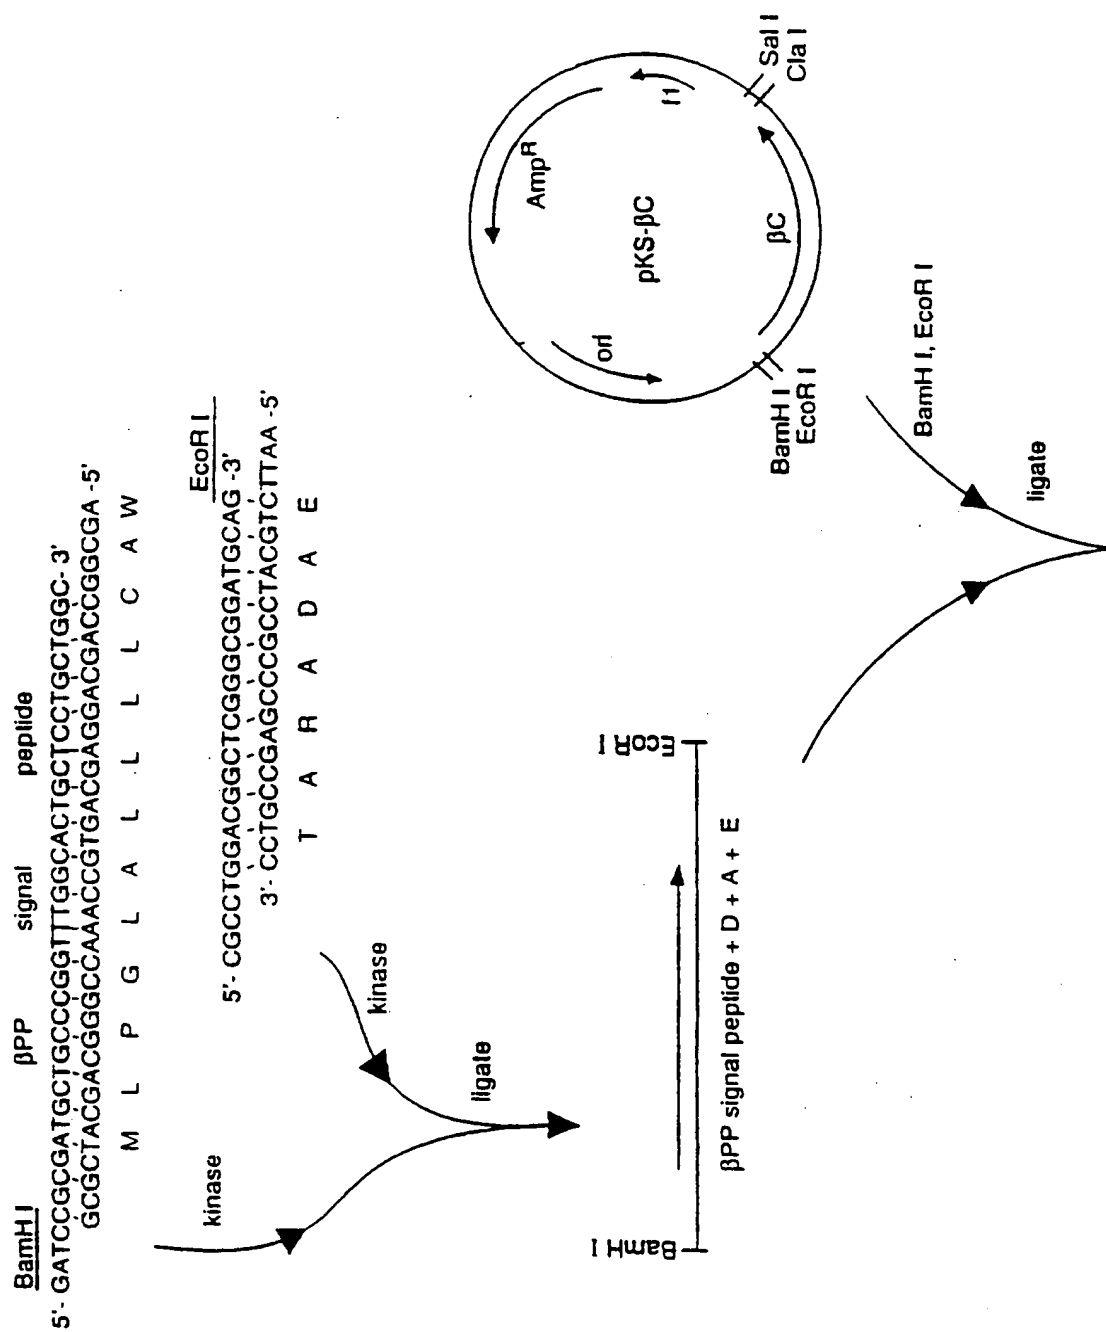 BamH I βPP signal peptide
5'- GATCCGCGATGCTGCCCGGTTTGGCACTGCTCCTGCTGGC- 3'
GCGCTACGACGGGCCAAACCGTGACGAGGACGACCGGCGA -5'
M L P G L A L L L L L C A W
EcoR I
5'- CGCCTGGACGGCTCGGGCGGATGCAG -3'
3'- CCTGCCGAGCCCGCCTACGTCTTAA -5'
T A R A D A E
kinase
kinase
ligate
BamH I
EcoR I
βPP signal peptide + D + A + E
Amp^R
f1
ori
pKS-βC
βC
Sal I
Cla I
BamH I
EcoR I
BamH I, EcoR I
ligate